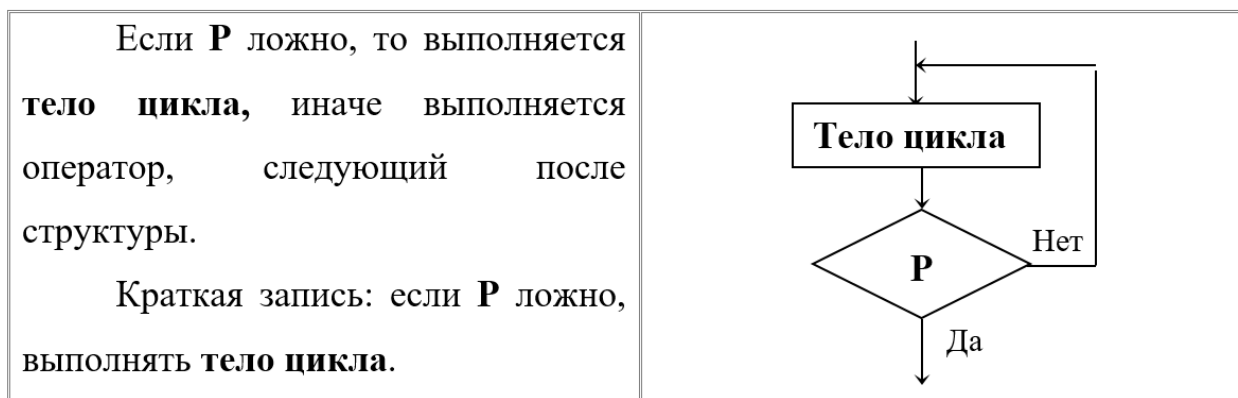 Если Р ложно, то выполняется
тело цикла, иначе выполняется
оператор, следующий после
структуры.
Краткая запись: если Р ложно,
выполнять тело цикла.
Тело цикла
Р
Нет
Да